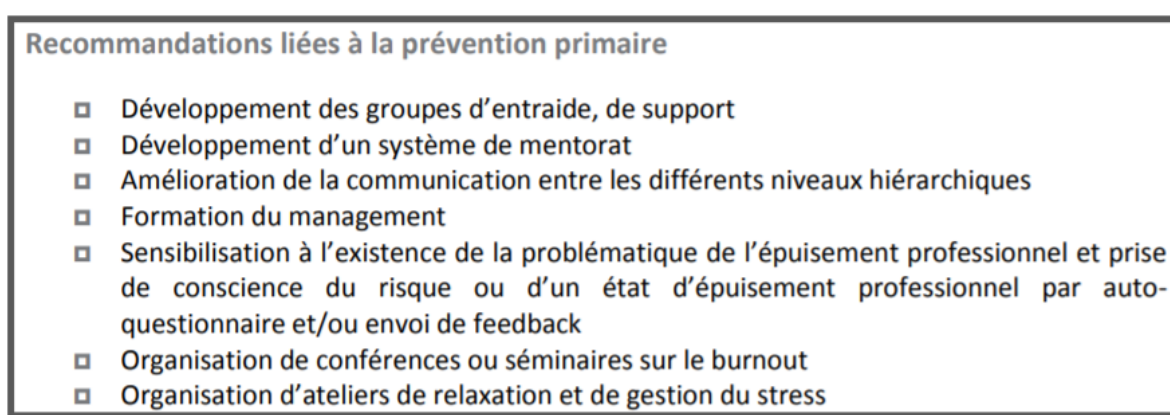 Recommandations liées à la prévention primaire
Développement des groupes d'entraide, de support
Développement d'un système de mentorat
Amélioration de la communication entre les différents niveaux hiérarchiques
Formation du management
Sensibilisation à l'existence de la problématique de l'épuisement professionnel et prise
de conscience du risque ou d'un état d'épuisement professionnel par auto-
questionnaire et/ou envoi de feedback
Organisation de conférences ou séminaires sur le burnout
Organisation d'ateliers de relaxation et de gestion du stress